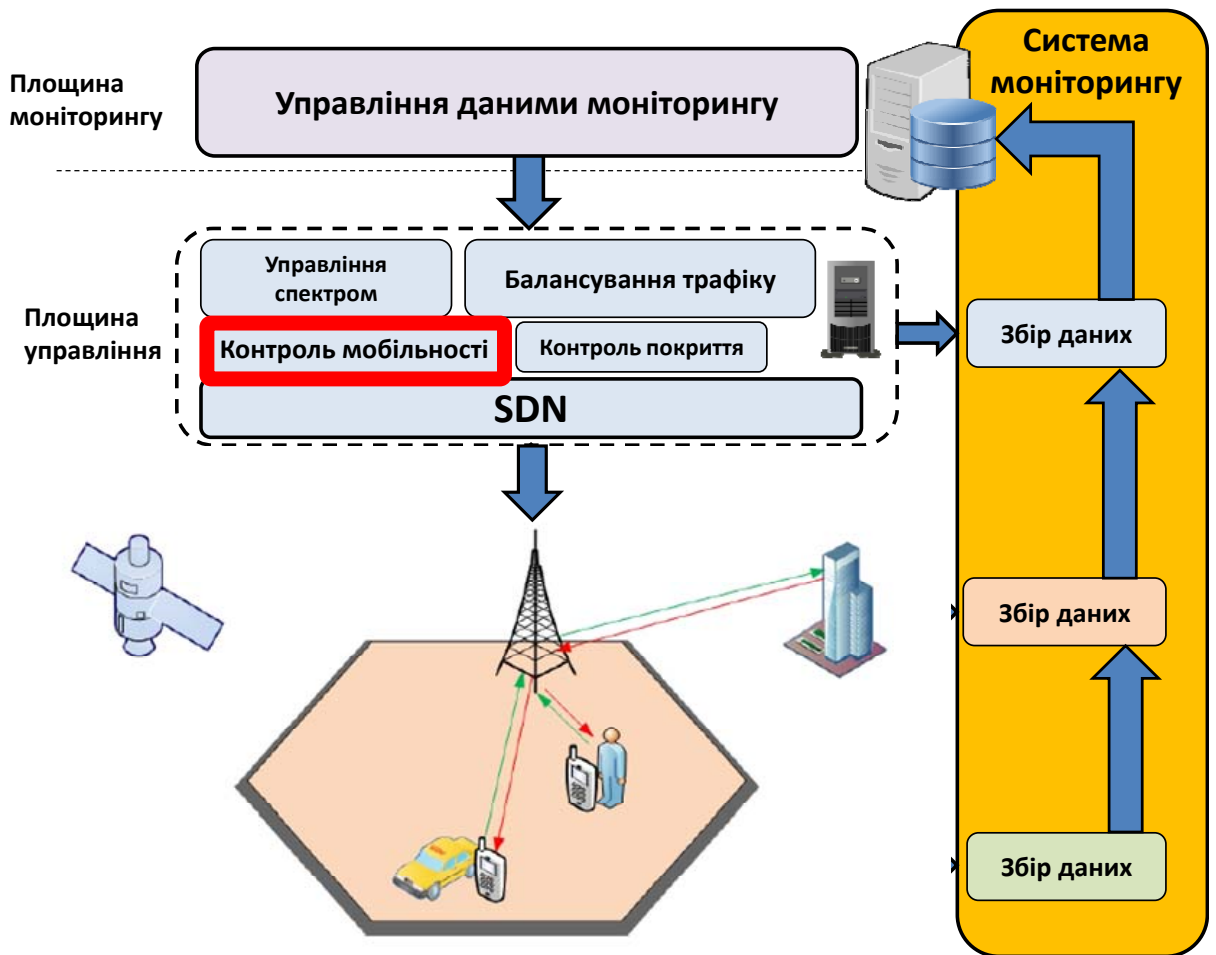 Система
моніторингу
Площина
моніторингу
Управління даними моніторингу
Управління
спектром
Балансування трафіку
Площина
управління
Контроль мобільності
Контроль покриття
Збір даних
SDN
Збір даних
Збір даних